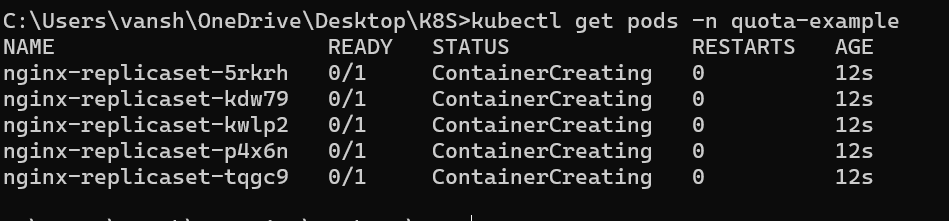 C:\Users\vansh\OneDrive\Desktop\K8S>kubectl get pods -n quota-example
NAME READY STATUS RESTARTS AGE
nginx-replicaset-5rkrh 0/1 ContainerCreating 0 12s
nginx-replicaset-kdw79 0/1 ContainerCreating 0 12s
nginx-replicaset-kwlp2 0/1 ContainerCreating 0 12s
nginx-replicaset-p4x6n 0/1 ContainerCreating 0 12s
nginx-replicaset-tqgc9 0/1 ContainerCreating 0 12s